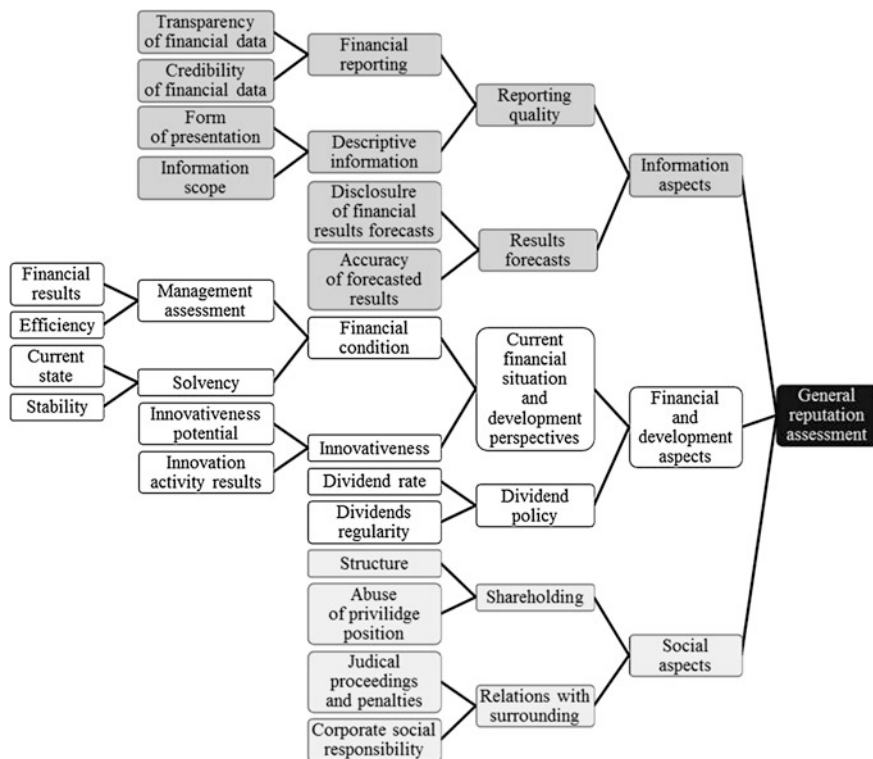 Transparency
of financial data
Credibility
of financial data
Form
of presentation
Information
scope
Financial
reporting
Descriptive
information
Disclosulre
of financial
results forecasts
Accuracy
of forecasted
results
Reporting
quality
Results
forecasts
Information
aspects
Financial
results
Efficiency
Current
state
Stability
Management
assessment
Solvency
Innovativeness
potential
Innovation
activity results
Financial
condition
Innovativeness
Dividend rate
Dividends
regularity
Current
financial
situation
and
development
perspectives
Dividend
policy
Financial
and
development
aspects
General
reputation
assessment
Structure
Abuse
of privilidge
position
Judical
proceedings
and penalties
Corporate social
responsibility
Shareholding
Relations with
surrounding
Social
aspects